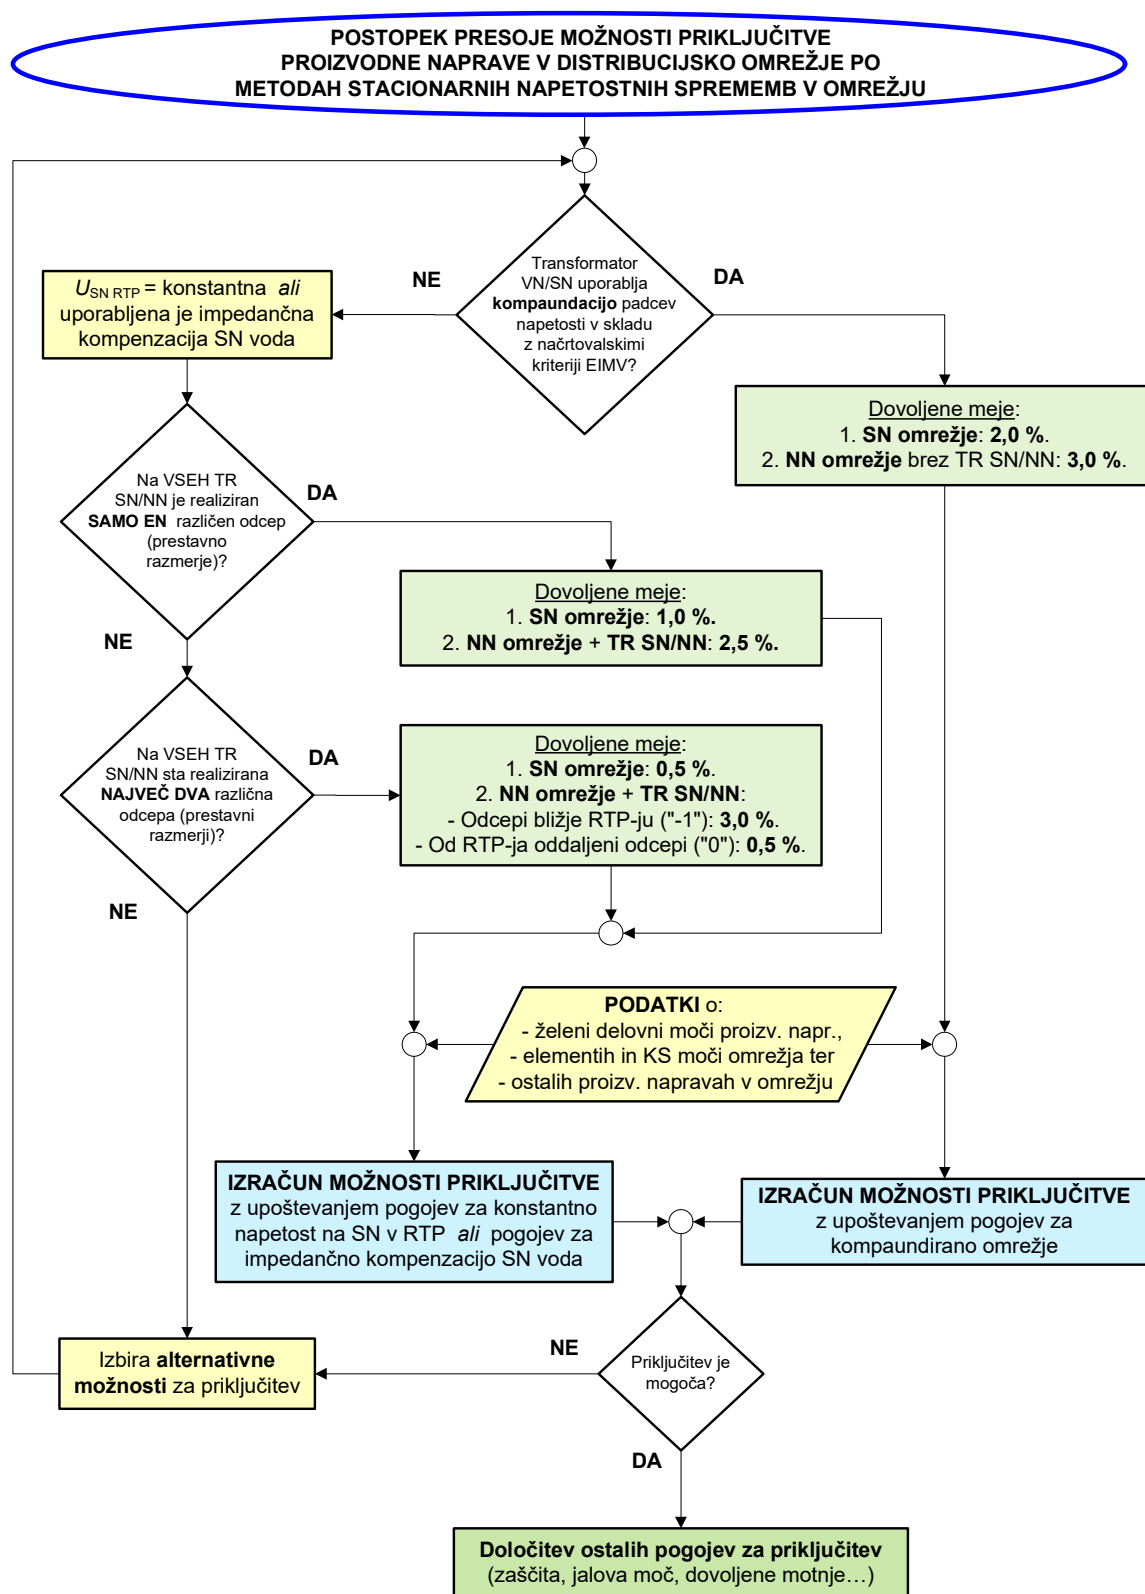 POSTOPEK PRESOJE MOŽNOSTI PRIKLJUČITVE
PROIZVODNE NAPRAVE V DISTRIBUCIJSKO OMREŽJE PO
METODAH STACIONARNIH NAPETOSTNIH SPREMEMB V OMREŽJU
Transformator
VN/SN uporablja
kompaundacijo padcev
napetosti v skladu
z načrtovalskimi
kriteriji EIMV?
NE
DA
U SN RTP = konstantna ali
uporabljena je impedančna
kompenzacija SN voda
Dovoljene meje:
1. SN omrežje: 2,0 %.
2. NN omrežje brez TR SN/NN: 3,0 %.
Na VSEH TR
SN/NN je realiziran
SAMO EN različen odcep
(prestavno
razmerje)?
DA
NE
Dovoljene meje:
1. SN omrežje: 1,0 %.
2. NN omrežje + TR SN/NN: 2,5 %.
Na VSEH TR
SN/NN sta realizirana
NAJVEČ DVA različna
odcepa (prestavni
razmerji)?
DA
NE
Dovoljene meje:
1. SN omrežje: 0,5 %.
2. NN omrežje + TR SN/NN:
- Odcepi bližje RTP-ju ("-1"): 3,0 %.
- Od RTP-ja oddaljeni odcepi ("0"): 0,5 %.
PODATKI o:
- želeni delovni moči proizv. napr.,
- elementih in KS moči omrežja ter
- ostalih proizv. napravah v omrežju
IZRAČUN MOŽNOSTI PRIKLJUČITVE
z upoštevanjem pogojev za konstantno
napetost na SN v RTP ali pogojev za
impedančno kompenzacijo SN voda
IZRAČUN MOŽNOSTI PRIKLJUČITVE
z upoštevanjem pogojev za
kompaundirano omrežje
Priključitev je
mogoča?
NE
DA
Izbira alternativne
možnosti za priključitev
Določitev ostalih pogojev za priključitev
(zaščita, jalova moč, dovoljene motnje…)